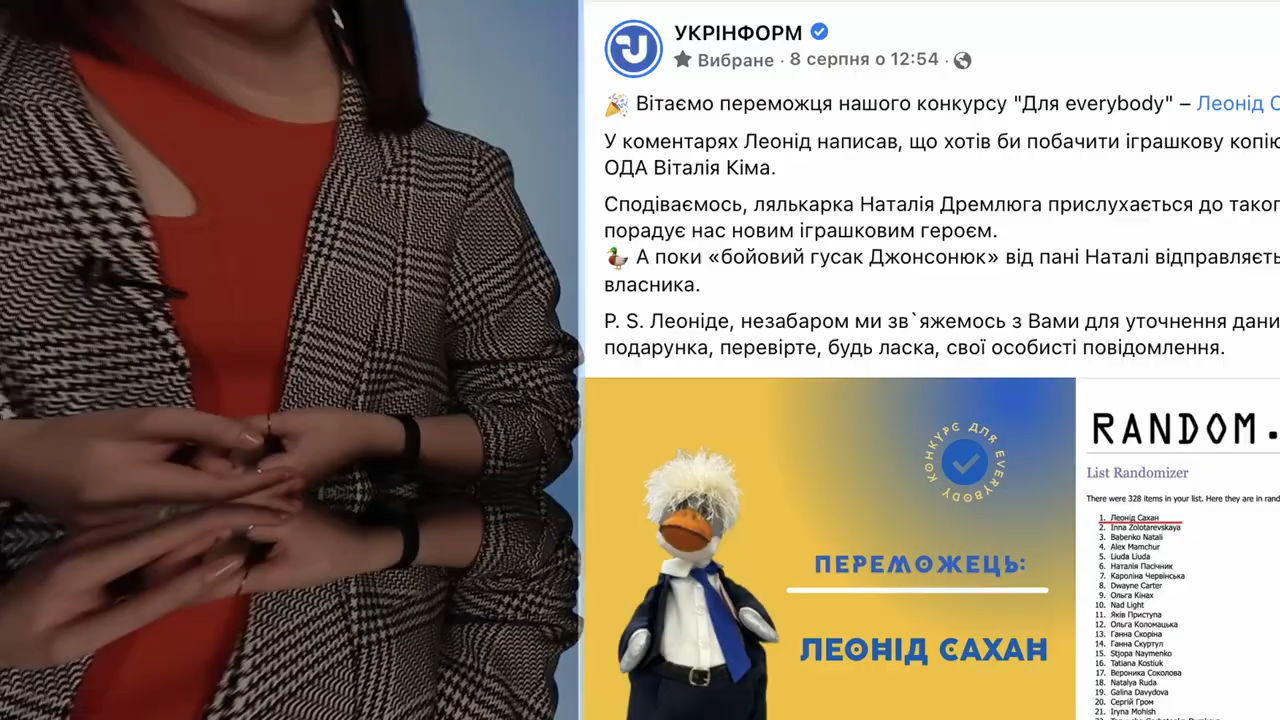 УКРІНФОРМ
Вибране · 8 серпня о 12:54 ·
Вітаємо переможця нашого конкурсу "Для everybody" – Леонід С
У коментарях Леонід написав, що хотів би побачити іграшкову копію
ОДА Віталія Кіма.
Сподіваємось, лялькарка Наталія Дремлюга прислухається до таког
порадує нас новим іграшковим героєм.
А поки «бойовий гусак Джонсонюк» від пані Наталі відправляєть
власника.
P. S. Леоніде, незабаром ми зв`яжемось з Вами для уточнення дани
подарунка, перевірте, будь ласка, свої особисті повідомлення.
КОНКУРС ДЛЯ EVERYBODY
ПЕРЕМОЖЕЦЬ:
ЛЕОНІД САХАН
RANDOM.
List Randomizer
There were 328 items in your list. Here they are in rand
1. Леонід Сахан
2. Inna Zolotarevskaya
3. Babenko Natali
4. Alex Mamchur
5. Liuda Liuda
6. Наталія Пасічник
7. Кароліна Червінська
8. Dwayne Carter
9. Ольга Кінах
10. Nad Light
11. Яків Приступа
12. Ольга Коломацька
13. Ганна Скоріна
14. Ганна Скуртул
15. Stjopa Naymenko
16. Tatiana Kostiuk
17. Вероника Соколова
18. Natalya Ruda
19. Galina Davydova
20. Сергій Гром
21. Iryna Mohish